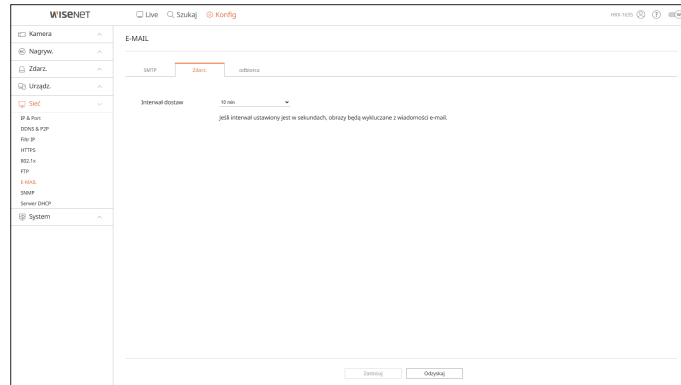 WISENET
Live Szukaj Konfig
HRX-1635
Kamera
Nagryw.
Zdarz.
Urządz.
Sieć
IP & Port
DDNS & P2P
Filtr IP
HTTPS
802.1x
FTP
E-MAIL
SNMP
Serwer DHCP
System
E-MAIL
SMTP Zdarz. odbiorca
Interwał dostaw 10 min
Jeśli interwał ustawiony jest w sekundach, obrazy będą wykluczane z wiadomości e-mail.
Zastosuj Odzyskaj